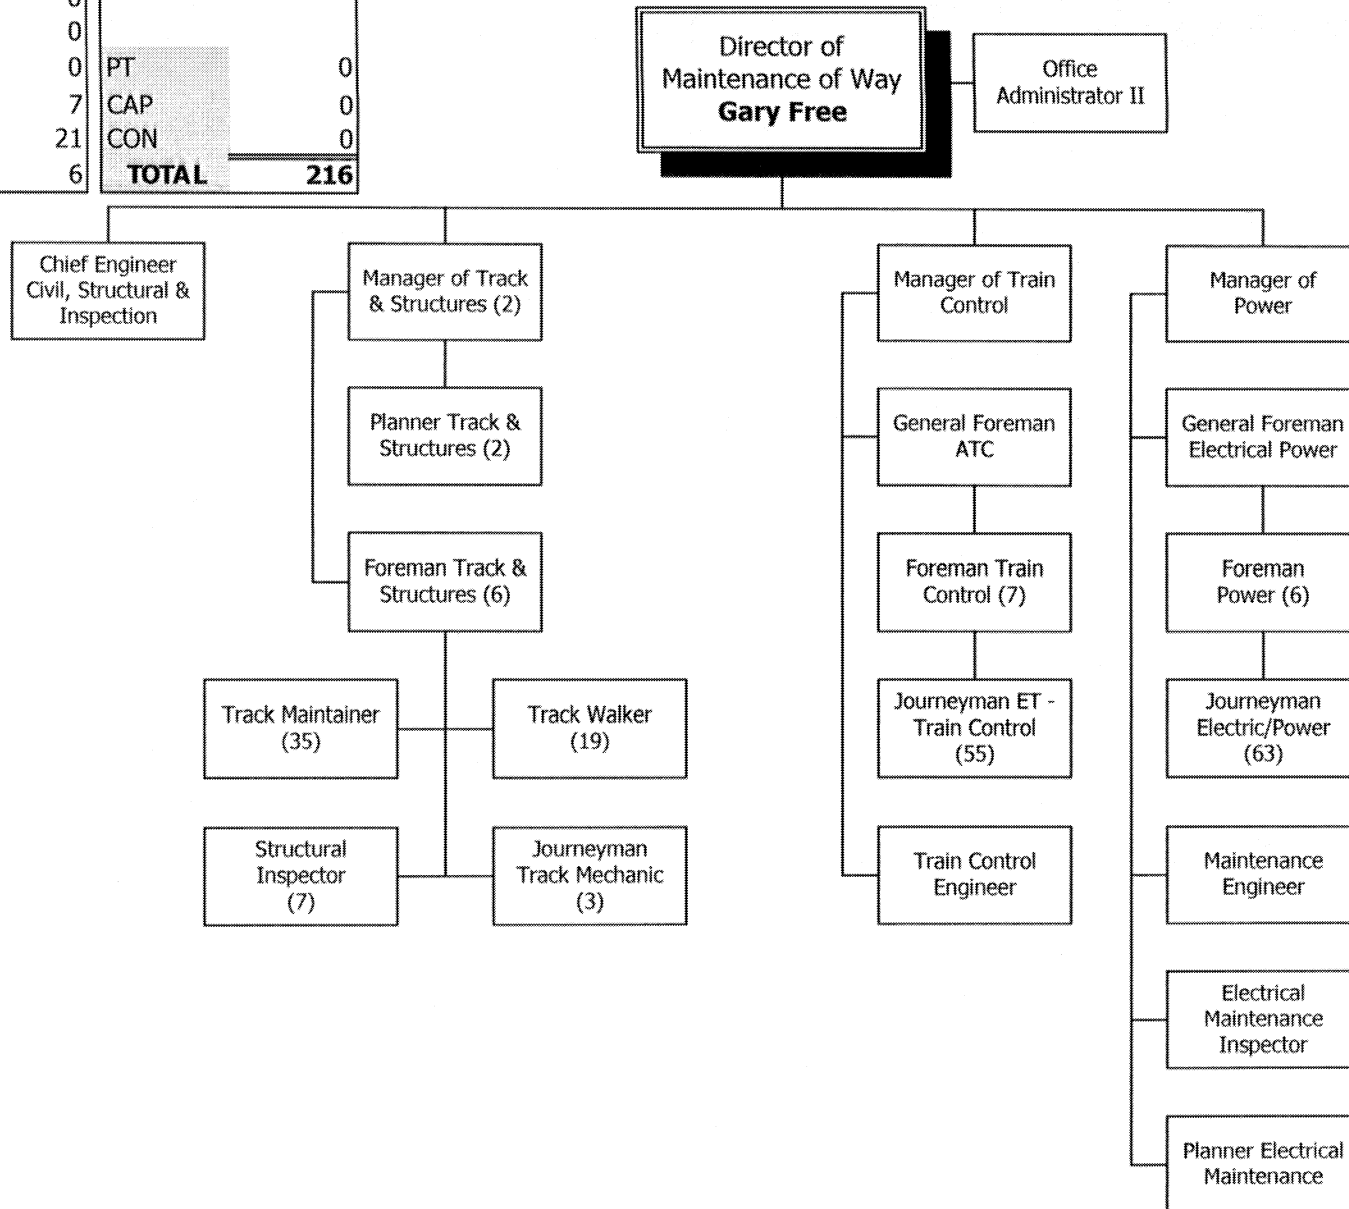 0
0 PT 0
7 CAP 0
21 CON 0
6 TOTAL 216
Director of
Maintenance of Way
Gary Free
Office
Administrator II
Chief Engineer
Civil, Structural &
Inspection
Manager of Track
& Structures (2)
Planner Track &
Structures (2)
Foreman Track &
Structures (6)
Track Maintainer
(35)
Track Walker
(19)
Structural
Inspector
(7)
Journeyman
Track Mechanic
(3)
Manager of Train
Control
General Foreman
ATC
Foreman Train
Control (7)
Journeyman ET -
Train Control
(55)
Train Control
Engineer
Manager of
Power
General Foreman
Electrical Power
Foreman
Power (6)
Journeyman
Electric/Power
(63)
Maintenance
Engineer
Electrical
Maintenance
Inspector
Planner Electrical
Maintenance